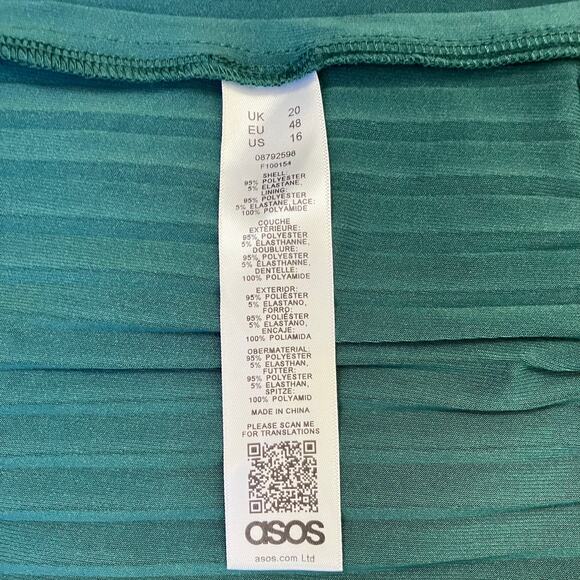 UK 20
EU 48
US 16
08792598
F100154
SHELL:
95% POLYESTER
5% ELASTANE,
LINING:
95% POLYESTER
5% ELASTANE, LACE:
100% POLYAMIDE
COUCHE
EXTÉRIEURE:
95% POLYESTER
5% ÉLASTHANNE,
DOUBLURE:
95% POLYESTER
5% ÉLASTHANNE,
DENTELLE:
100% POLYAMIDE
EXTERIOR:
95% POLIÉSTER
5% ELASTANO,
FORRO:
95% POLIÉSTER
5% ELASTANO,
ENCAJE:
100% POLIAMIDA
OBERMATERIAL:
95% POLYESTER
5% ELASTHAN,
FUTTER:
95% POLYESTER
5% ELASTHAN,
SPITZE:
100% POLYAMID
MADE IN CHINA
PLEASE SCAN ME
FOR TRANSLATIONS
asos
asos.com Ltd